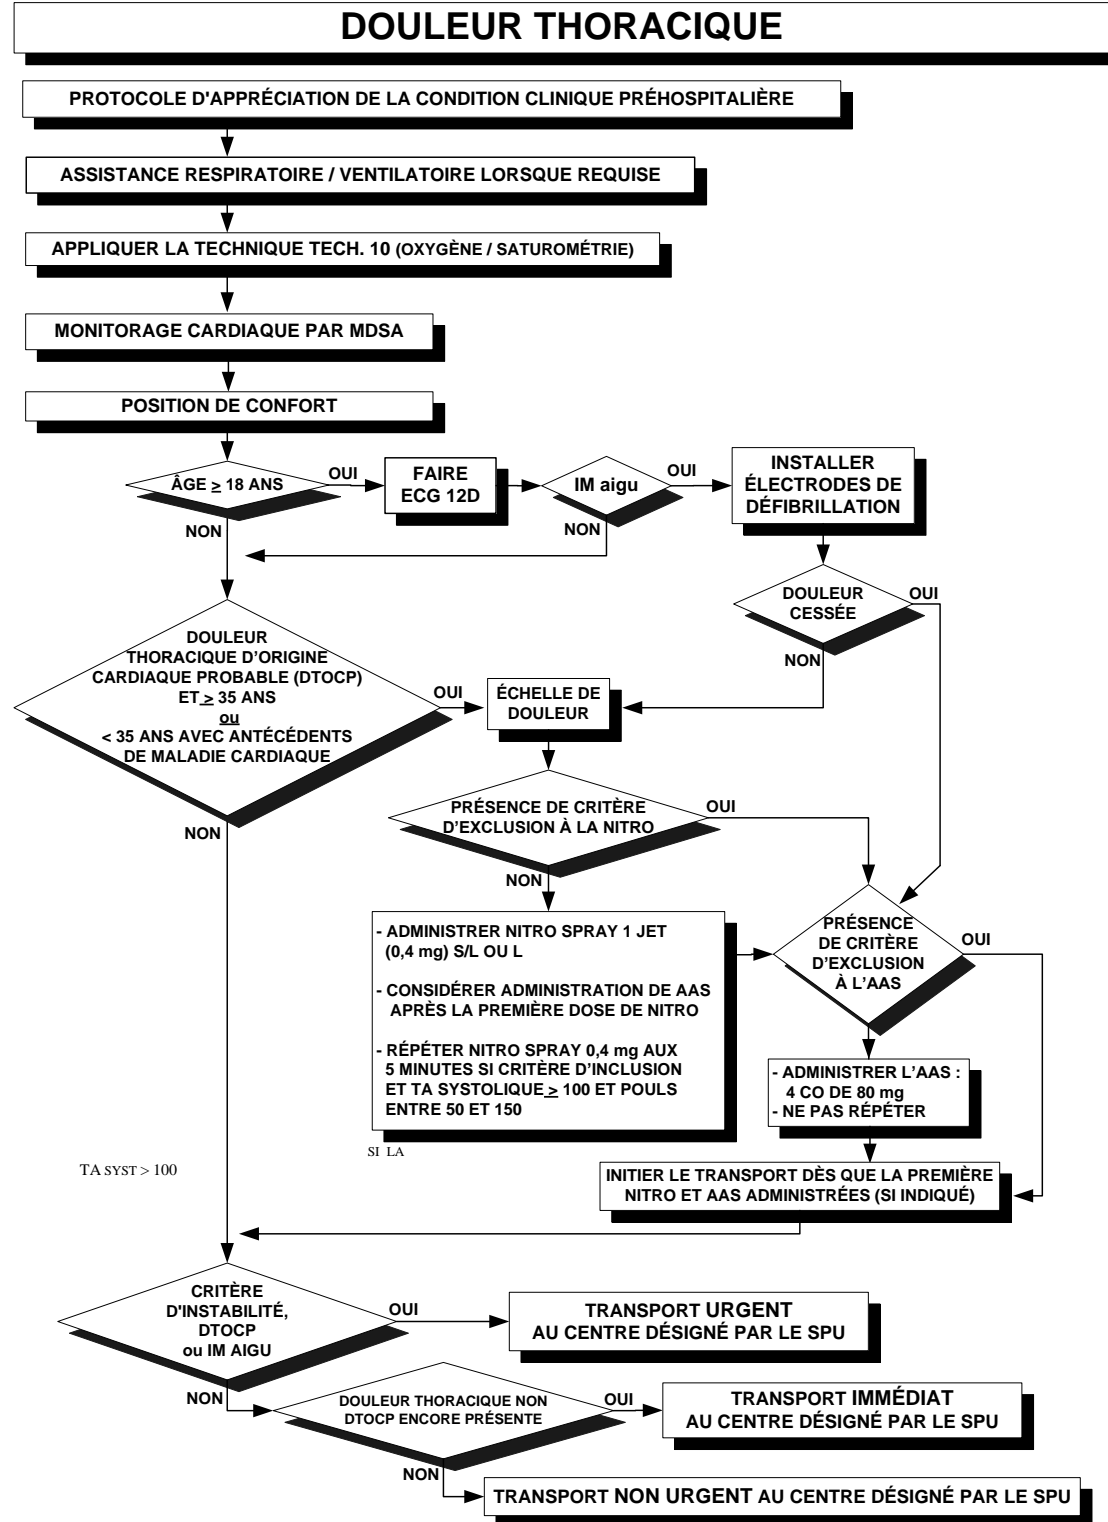 DOULEUR THORACIQUE
PROTOCOLE D'APPRÉCIATION DE LA CONDITION CLINIQUE PRÉHOSPITALIÈRE
ASSISTANCE RESPIRATOIRE / VENTILATOIRE LORSQUE REQUISE
APPLIQUER LA TECHNIQUE TECH. 10 (OXYGÈNE / SATUROMÉTRIE)
MONITORAGE CARDIAQUE PAR MDSA
POSITION DE CONFORT
ÂGE ≥ 18 ANS
OUI
NON
FAIRE
ECG 12D
IM aigu
OUI
NON
INSTALLER
ÉLECTRODES DE
DÉFIBRILLATION
DOULEUR
CESSÉE
OUI
NON
DOULEUR
THORACIQUE D'ORIGINE
CARDIAQUE PROBABLE (DTOCP)
ET ≥ 35 ANS
ou
< 35 ANS AVEC ANTÉCÉDENTS
DE MALADIE CARDIAQUE
OUI
NON
ÉCHELLE DE
DOULEUR
PRÉSENCE DE CRITÈRE
D'EXCLUSION À LA NITRO
OUI
NON
- ADMINISTRER NITRO SPRAY 1 JET
(0,4 mg) S/L OU L
- CONSIDÉRER ADMINISTRATION DE AAS
APRÈS LA PREMIÈRE DOSE DE NITRO
- RÉPÉTER NITRO SPRAY 0,4 mg AUX
5 MINUTES SI CRITÈRE D'INCLUSION
ET TA SYSTOLIQUE ≥ 100 ET POULS
ENTRE 50 ET 150
PRÉSENCE
DE CRITÈRE
D'EXCLUSION
À L'AAS
OUI
- ADMINISTRER L'AAS :
4 CO DE 80 mg
- NE PAS RÉPÉTER
SI LA
TA SYST > 100
INITIER LE TRANSPORT DÈS QUE LA PREMIÈRE
NITRO ET AAS ADMINISTRÉES (SI INDIQUÉ)
CRITÈRE
D'INSTABILITÉ,
DTOCP
ou IM AIGU
OUI
NON
TRANSPORT URGENT
AU CENTRE DÉSIGNÉ PAR LE SPU
DOULEUR THORACIQUE NON
DTOCP ENCORE PRÉSENTE
OUI
NON
TRANSPORT IMMÉDIAT
AU CENTRE DÉSIGNÉ PAR LE SPU
TRANSPORT NON URGENT AU CENTRE DÉSIGNÉ PAR LE SPU